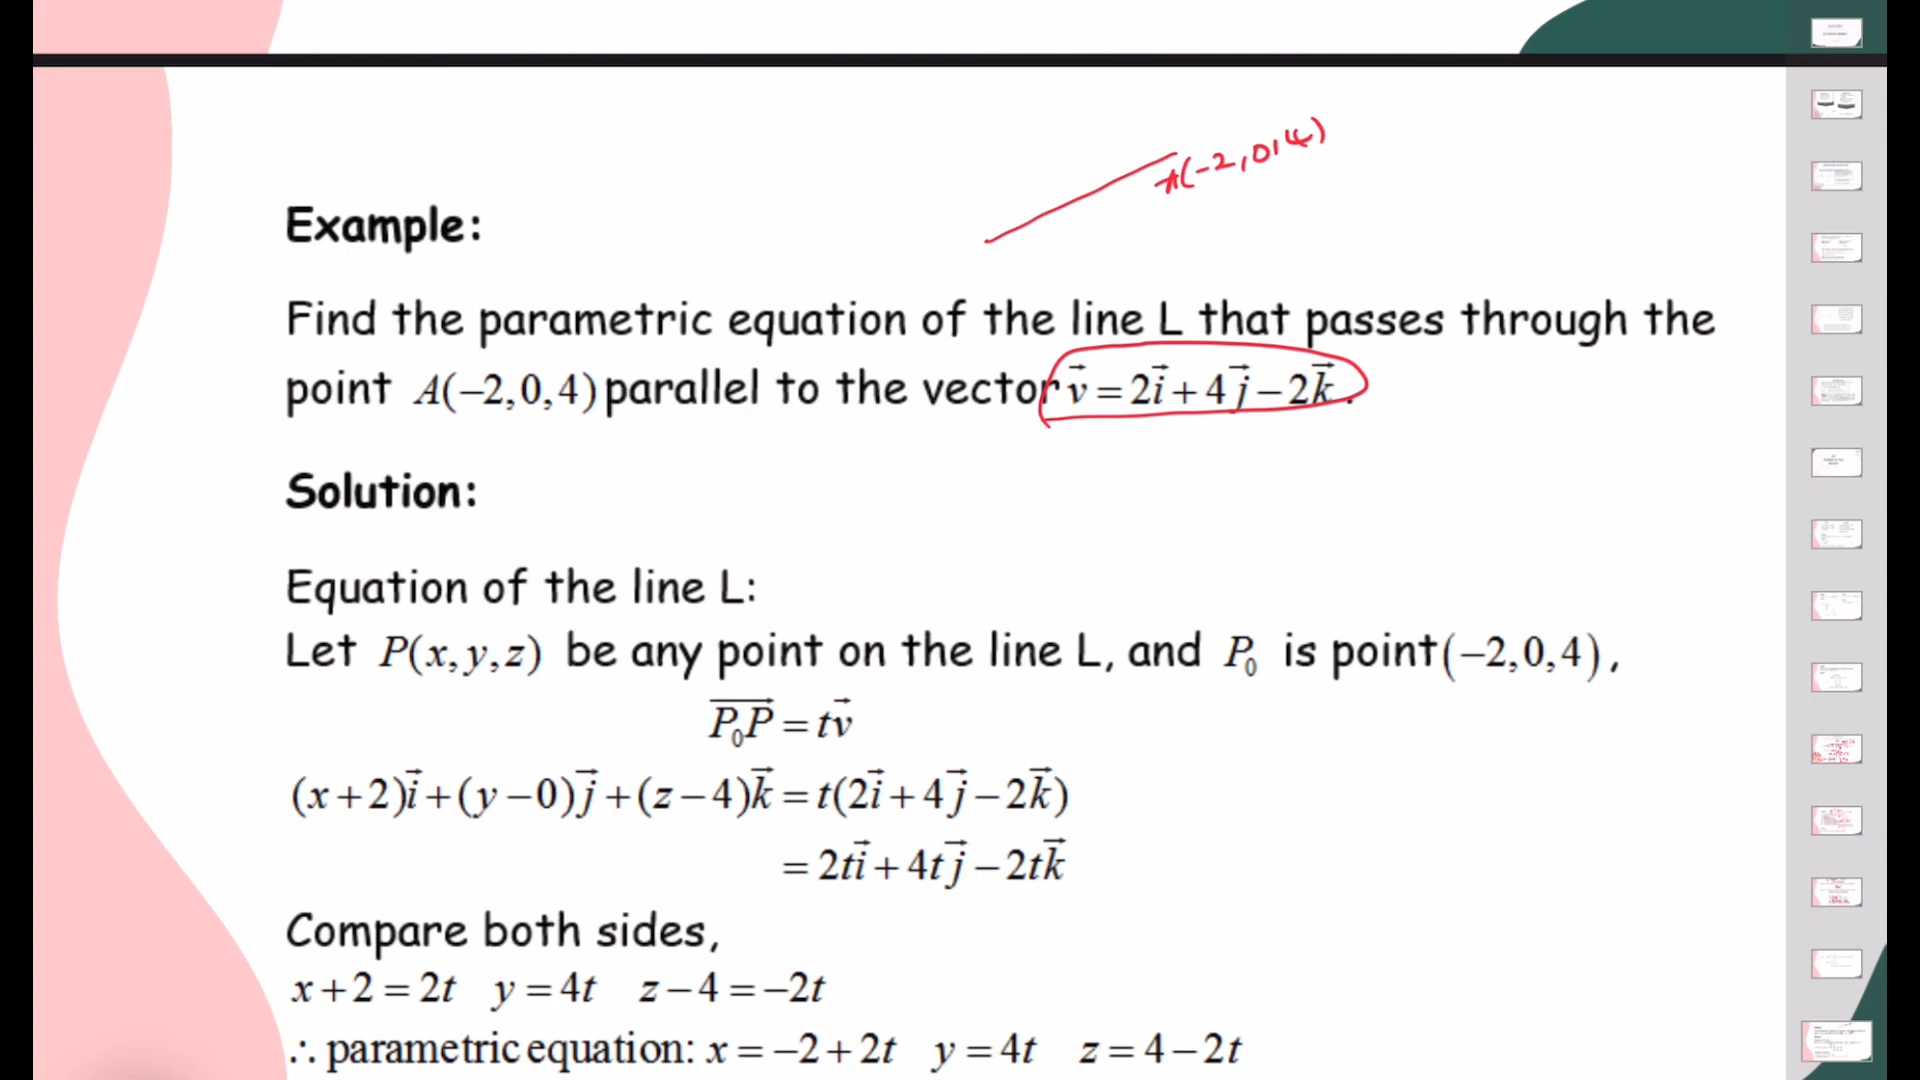 A(-2,0,4)
Example:
Find the parametric equation of the line L that passes through the
point A(−2,0,4) parallel to the vector v⃗ = 2i⃗ + 4j⃗ − 2k⃗ .
Solution:
Equation of the line L:
Let P(x,y,z) be any point on the line L, and P₀ is point (−2,0,4),
P₀P⃗ = tv⃗
(x+2)i⃗ + (y−0)j⃗ + (z−4)k⃗ = t(2i⃗ + 4j⃗ − 2k⃗)
= 2ti⃗ + 4tj⃗ − 2tk⃗
Compare both sides,
x+2 = 2t y = 4t z−4 = −2t
∴ parametric equation: x = −2+2t y = 4t z = 4−2t